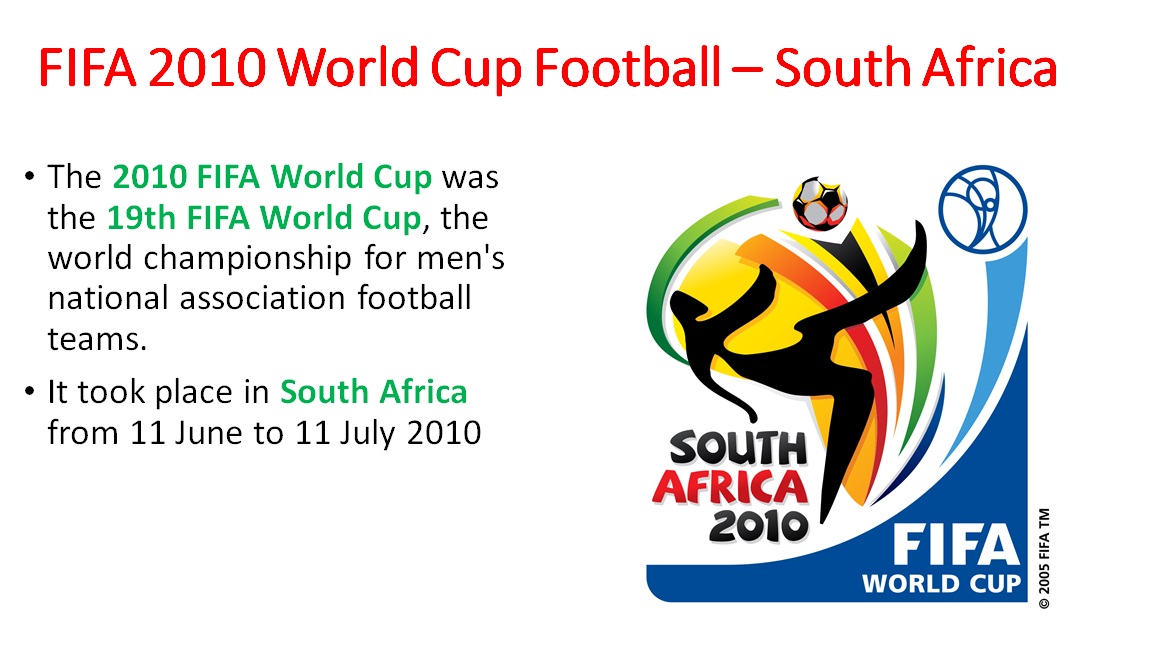 FIFA 2010 World Cup Football – South Africa
• The 2010 FIFA World Cup was
the 19th FIFA World Cup, the
world championship for men's
national association football
teams.
• It took place in South Africa
from 11 June to 11 July 2010
SOUTH
AFRICA
2010
FIFA
WORLD CUP
© 2005 FIFA TM